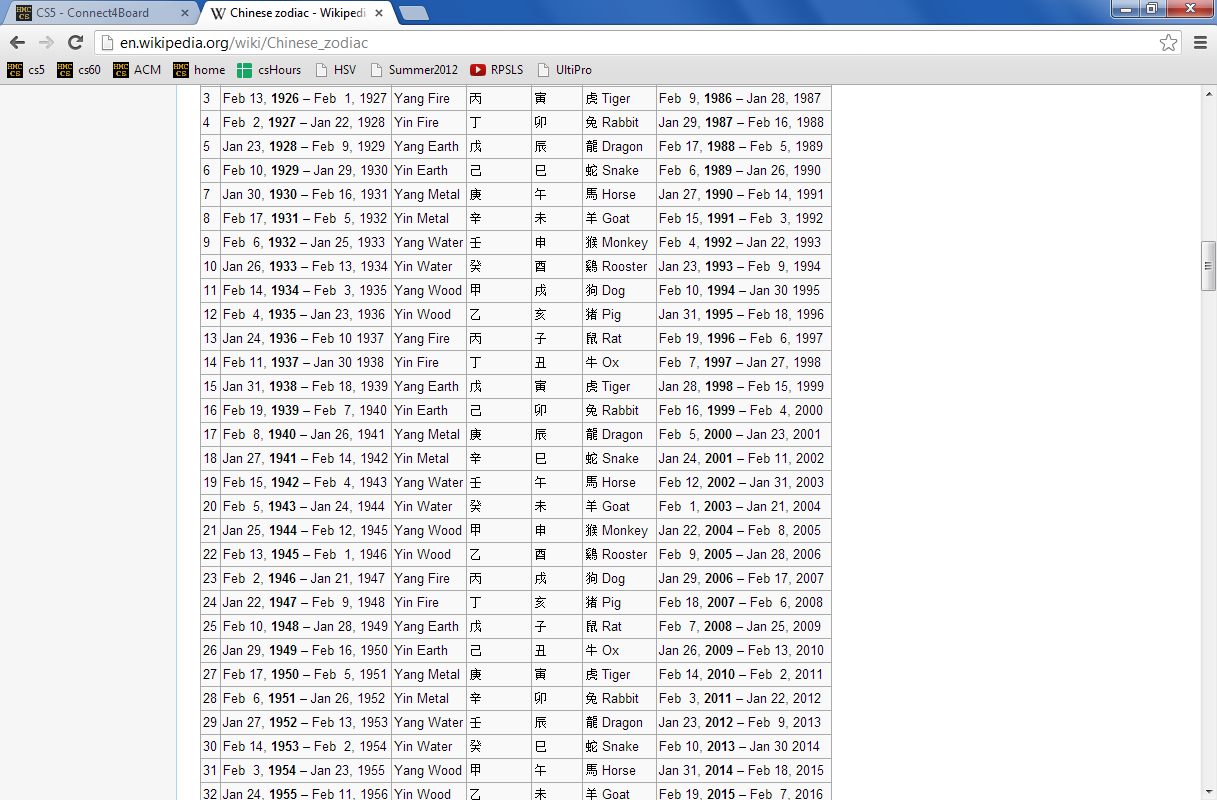 CS5 - Connect4Board
Chinese zodiac - Wikipedi
en.wikipedia.org/wiki/Chinese_zodiac
cs5 cs60 ACM home csHours HSV Summer2012 RPSLS UltiPro
3 Feb 13, 1926 – Feb 1, 1927 Yang Fire 丙 寅 虎 Tiger Feb 9, 1986 – Jan 28, 1987
4 Feb 2, 1927 – Jan 22, 1928 Yin Fire 丁 卯 兔 Rabbit Jan 29, 1987 – Feb 16, 1988
5 Jan 23, 1928 – Feb 9, 1929 Yang Earth 戊 辰 龍 Dragon Feb 17, 1988 – Feb 5, 1989
6 Feb 10, 1929 – Jan 29, 1930 Yin Earth 己 巳 蛇 Snake Feb 6, 1989 – Jan 26, 1990
7 Jan 30, 1930 – Feb 16, 1931 Yang Metal 庚 午 馬 Horse Jan 27, 1990 – Feb 14, 1991
8 Feb 17, 1931 – Feb 5, 1932 Yin Metal 辛 未 羊 Goat Feb 15, 1991 – Feb 3, 1992
9 Feb 6, 1932 – Jan 25, 1933 Yang Water 壬 申 猴 Monkey Feb 4, 1992 – Jan 22, 1993
10 Jan 26, 1933 – Feb 13, 1934 Yin Water 癸 酉 鷄 Rooster Jan 23, 1993 – Feb 9, 1994
11 Feb 14, 1934 – Feb 3, 1935 Yang Wood 甲 戌 狗 Dog Feb 10, 1994 – Jan 30 1995
12 Feb 4, 1935 – Jan 23, 1936 Yin Wood 乙 亥 猪 Pig Jan 31, 1995 – Feb 18, 1996
13 Jan 24, 1936 – Feb 10 1937 Yang Fire 丙 子 鼠 Rat Feb 19, 1996 – Feb 6, 1997
14 Feb 11, 1937 – Jan 30 1938 Yin Fire 丁 丑 牛 Ox Feb 7, 1997 – Jan 27, 1998
15 Jan 31, 1938 – Feb 18, 1939 Yang Earth 戊 寅 虎 Tiger Jan 28, 1998 – Feb 15, 1999
16 Feb 19, 1939 – Feb 7, 1940 Yin Earth 己 卯 兔 Rabbit Feb 16, 1999 – Feb 4, 2000
17 Feb 8, 1940 – Jan 26, 1941 Yang Metal 庚 辰 龍 Dragon Feb 5, 2000 – Jan 23, 2001
18 Jan 27, 1941 – Feb 14, 1942 Yin Metal 辛 巳 蛇 Snake Jan 24, 2001 – Feb 11, 2002
19 Feb 15, 1942 – Feb 4, 1943 Yang Water 壬 午 馬 Horse Feb 12, 2002 – Jan 31, 2003
20 Feb 5, 1943 – Jan 24, 1944 Yin Water 癸 未 羊 Goat Feb 1, 2003 – Jan 21, 2004
21 Jan 25, 1944 – Feb 12, 1945 Yang Wood 甲 申 猴 Monkey Jan 22, 2004 – Feb 8, 2005
22 Feb 13, 1945 – Feb 1, 1946 Yin Wood 乙 酉 鷄 Rooster Feb 9, 2005 – Jan 28, 2006
23 Feb 2, 1946 – Jan 21, 1947 Yang Fire 丙 戌 狗 Dog Jan 29, 2006 – Feb 17, 2007
24 Jan 22, 1947 – Feb 9, 1948 Yin Fire 丁 亥 猪 Pig Feb 18, 2007 – Feb 6, 2008
25 Feb 10, 1948 – Jan 28, 1949 Yang Earth 戊 子 鼠 Rat Feb 7, 2008 – Jan 25, 2009
26 Jan 29, 1949 – Feb 16, 1950 Yin Earth 己 丑 牛 Ox Jan 26, 2009 – Feb 13, 2010
27 Feb 17, 1950 – Feb 5, 1951 Yang Metal 庚 寅 虎 Tiger Feb 14, 2010 – Feb 2, 2011
28 Feb 6, 1951 – Jan 26, 1952 Yin Metal 辛 卯 兔 Rabbit Feb 3, 2011 – Jan 22, 2012
29 Jan 27, 1952 – Feb 13, 1953 Yang Water 壬 辰 龍 Dragon Jan 23, 2012 – Feb 9, 2013
30 Feb 14, 1953 – Feb 2, 1954 Yin Water 癸 巳 蛇 Snake Feb 10, 2013 – Jan 30 2014
31 Feb 3, 1954 – Jan 23, 1955 Yang Wood 甲 午 馬 Horse Jan 31, 2014 – Feb 18, 2015
32 Jan 24, 1955 – Feb 11, 1956 Yin Wood 乙 未 羊 Goat Feb 19, 2015 – Feb 7, 2016